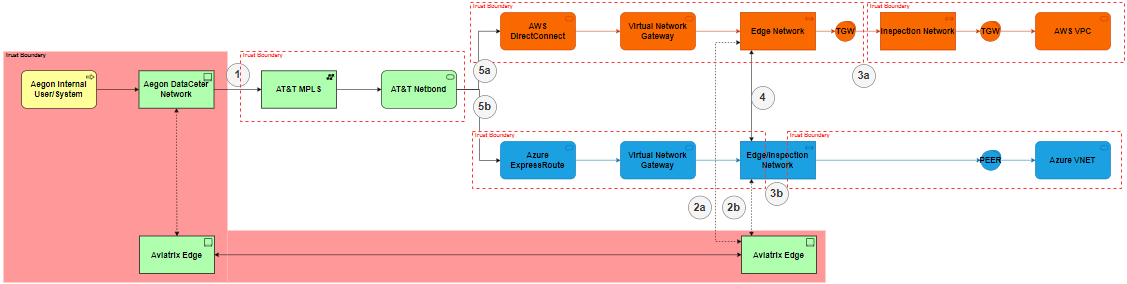 Trust Boundary
Trust Boundary
AWS
DirectConnect
Virtual Network
Gateway
Edge Network
TGW
Inspection Network
TGW
AWS VPC
Trust Boundary
Trust Boundary
1
5a
3a
Aegon Internal
User/System
Aegon DataCeter
Network
AT&T MPLS
AT&T Netbond
5b
4
Trust Boundary
Trust Boundary
Azure
ExpressRoute
Virtual Network
Gateway
Edge/Inspection
Network
PEER
Azure VNET
3b
2a
2b
Aviatrix Edge
Aviatrix Edge